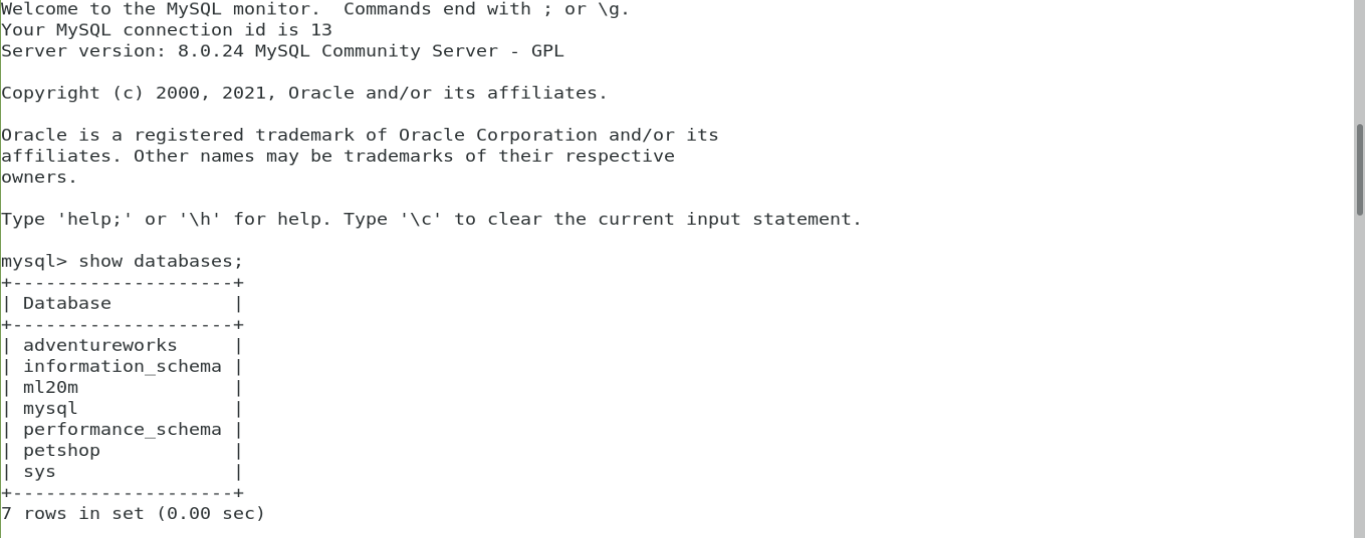 Welcome to the MySQL monitor.  Commands end with ; or \g.
Your MySQL connection id is 13
Server version: 8.0.24 MySQL Community Server - GPL

Copyright (c) 2000, 2021, Oracle and/or its affiliates.

Oracle is a registered trademark of Oracle Corporation and/or its
affiliates. Other names may be trademarks of their respective
owners.

Type 'help;' or '\h' for help. Type '\c' to clear the current input statement.

mysql> show databases;
+--------------------+
| Database           |
+--------------------+
| adventureworks     |
| information_schema |
| ml20m              |
| mysql              |
| performance_schema |
| petshop            |
| sys                |
+--------------------+
7 rows in set (0.00 sec)